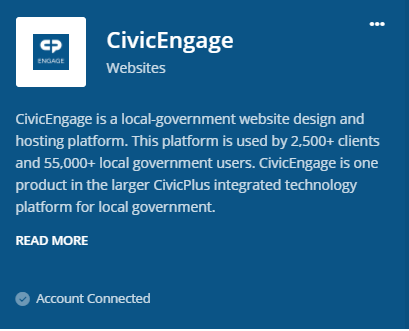 CP
ENGAGE
CivicEngage
Websites
CivicEngage is a local-government website design and
hosting platform. This platform is used by 2,500+ clients
and 55,000+ local government users. CivicEngage is one
product in the larger CivicPlus integrated technology
platform for local government.
READ MORE
Account Connected